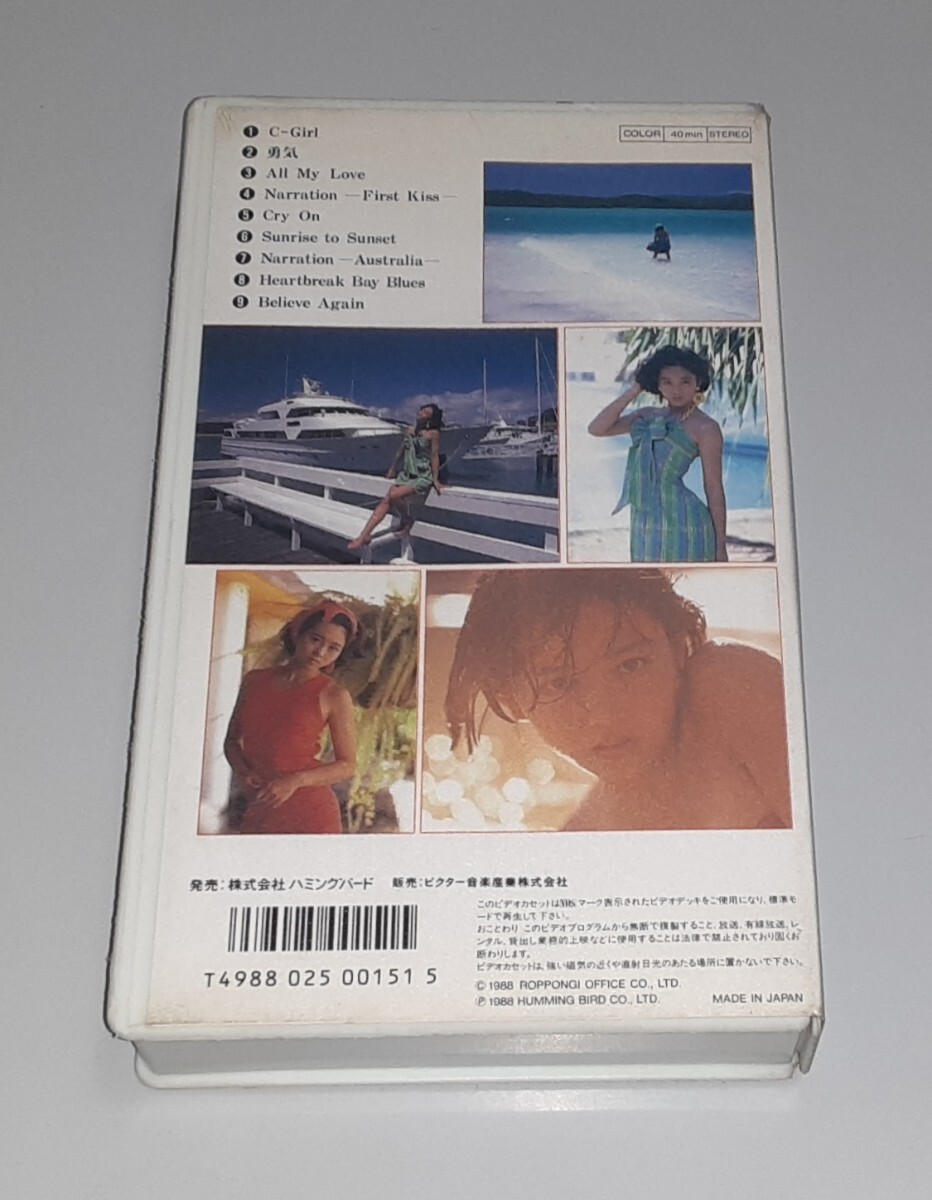 ❶ C-Girl
❷ 勇気
❸ All My Love
❹ Narration —First Kiss—
❺ Cry On
❻ Sunrise to Sunset
❼ Narration —Australia—
❽ Heartbreak Bay Blues
❾ Believe Again
COLOR 40min STEREO
発売:株式会社ハミングバード 販売:ビクター音楽産業株式会社
T4988 025 00151 5
このビデオカセットはVHSマーク表示されたビデオデッキをご使用になり、標準モ
ードで再生して下さい。
おことわり このビデオプログラムから無断で複製すること、放送、有線放送、レ
ンタル、貸出し業務的上映などに使用することは法律で禁止されており固くお
断わりします。
ビデオカセットは、強い磁気の近くや直射日光のあたる場所に置かないで下さい。
©1988 ROPPONGI OFFICE CO., LTD.
℗1988 HUMMING BIRD CO., LTD. MADE IN JAPAN